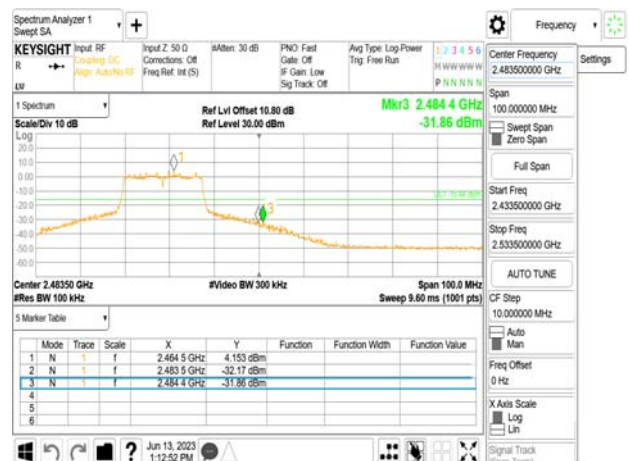 Spectrum Analyzer 1
Swept SA
+
KEYSIGHT
R
Input: RF
Coupling: DC
Align: Auto/No RF
Input Z: 50 Ω
Corrections: Off
Freq Ref: Int (S)
#Atten: 30 dB
PNO: Fast
Gate: Off
IF Gain: Low
Sig Track: Off
Avg Type: Log-Power
Trig: Free Run
1 2 3 4 5 6
M W W W W W
P N N N N N
1 Spectrum
Scale/Div 10 dB
Ref Lvl Offset 10.80 dB
Ref Level 30.00 dBm
Mkr3 2.484 4 GHz
-31.86 dBm
Log
20.0
10.0
0.00
-10.0
-20.0
-30.0
-40.0
-50.0
-60.0
1
3
Center 2.48350 GHz
#Res BW 100 kHz
#Video BW 300 kHz
Span 100.0 MHz
Sweep 9.60 ms (1001 pts)
5 Marker Table
Mode Trace Scale X Y Function Function Width Function Value
1 N 1 f 2.464 5 GHz 4.153 dBm
2 N 1 f 2.483 5 GHz -32.17 dBm
3 N 1 f 2.484 4 GHz -31.86 dBm
4
5
6
?
Jun 13, 2023
1:12:52 PM
Frequency
Settings
Center Frequency
2.483500000 GHz
Span
100.000000 MHz
Swept Span
Zero Span
Full Span
Start Freq
2.433500000 GHz
Stop Freq
2.533500000 GHz
AUTO TUNE
CF Step
10.000000 MHz
Auto
Man
Freq Offset
0 Hz
X Axis Scale
Log
Lin
Signal Track